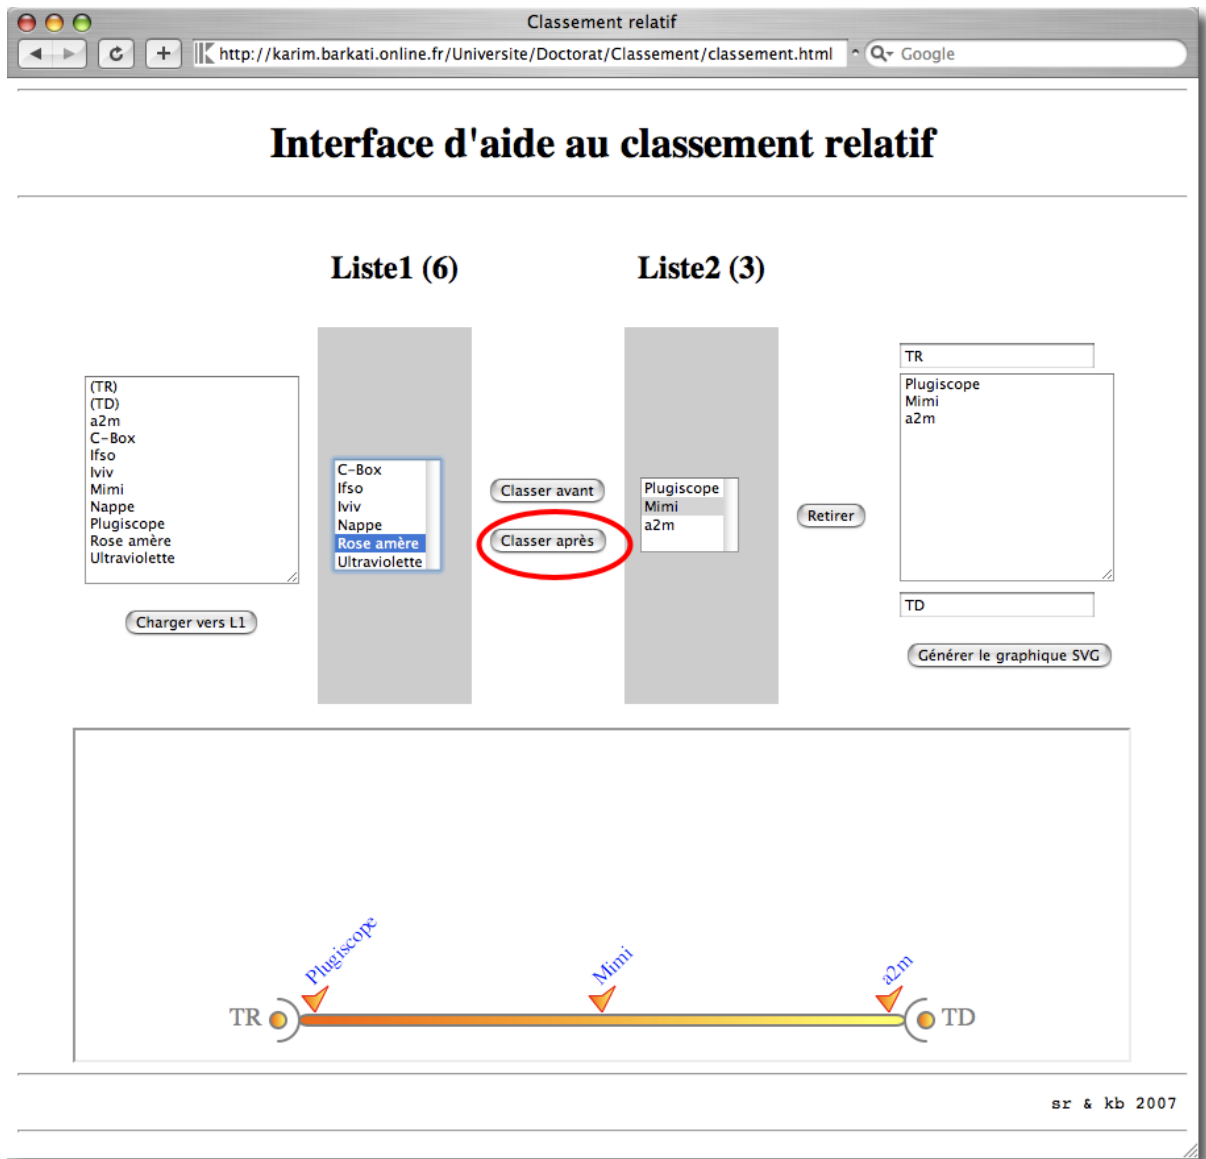 Classement relatif
http://karim.barkati.online.fr/Universite/Doctorat/Classement/classement.html
Google
Interface d'aide au classement relatif
Liste1 (6)
Liste2 (3)
(TR)
(TD)
a2m
C-Box
Ifso
Iviv
Mimi
Nappe
Plugiscope
Rose amère
Ultraviolette
Charger vers L1
C-Box
Ifso
Iviv
Nappe
Rose amère
Ultraviolette
Classer avant
Classer après
Plugiscope
Mimi
a2m
Retirer
TR
Plugiscope
Mimi
a2m
TD
Générer le graphique SVG
Plugiscope
Mimi
a2m
TR
TD
sr & kb 2007